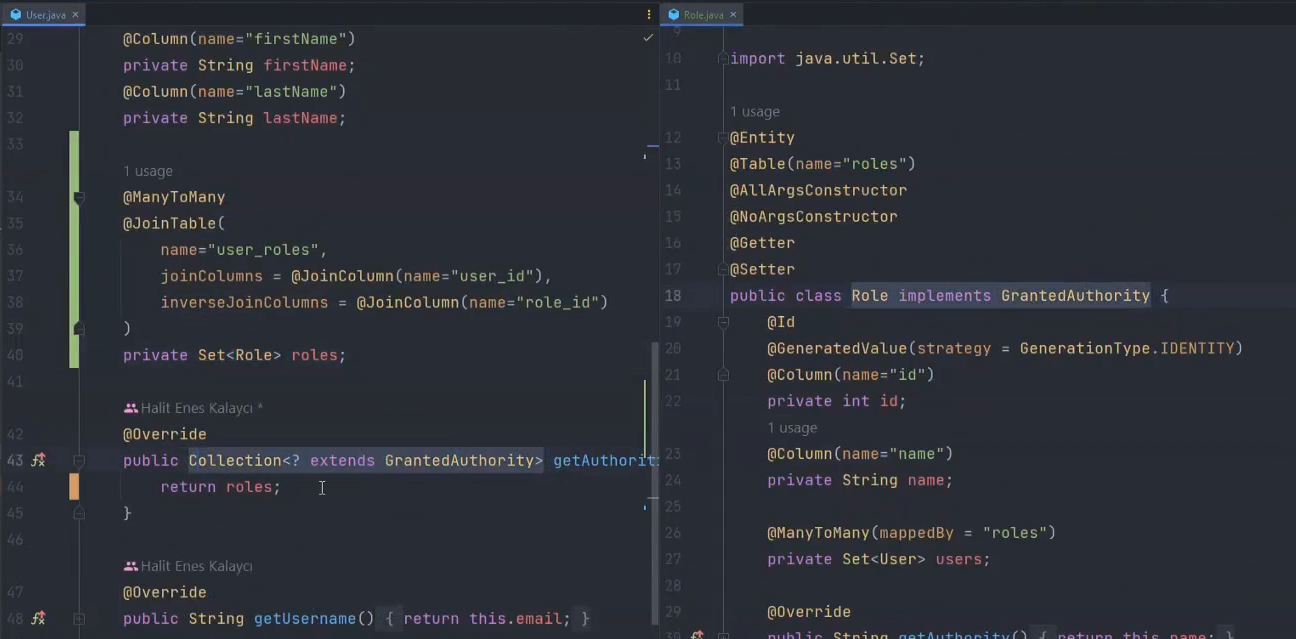 User.java
29 @Column(name="firstName")
30 private String firstName;
31 @Column(name="lastName")
32 private String lastName;
33
1 usage
34 @ManyToMany
35 @JoinTable(
36 name="user_roles",
37 joinColumns = @JoinColumn(name="user_id"),
38 inverseJoinColumns = @JoinColumn(name="role_id")
39 )
40 private Set<Role> roles;
41
Halit Enes Kalaycı *
42 @Override
43 public Collection<? extends GrantedAuthority> getAuthoriti
44 return roles;
45 }
46
Halit Enes Kalaycı
47 @Override
48 public String getUsername() { return this.email; }
Role.java
9
10 import java.util.Set;
11
1 usage
12 @Entity
13 @Table(name="roles")
14 @AllArgsConstructor
15 @NoArgsConstructor
16 @Getter
17 @Setter
18 public class Role implements GrantedAuthority {
19 @Id
20 @GeneratedValue(strategy = GenerationType.IDENTITY)
21 @Column(name="id")
22 private int id;
1 usage
23 @Column(name="name")
24 private String name;
25
26 @ManyToMany(mappedBy = "roles")
27 private Set<User> users;
28
29 @Override
30 public String getAuthority() { return this.name; }